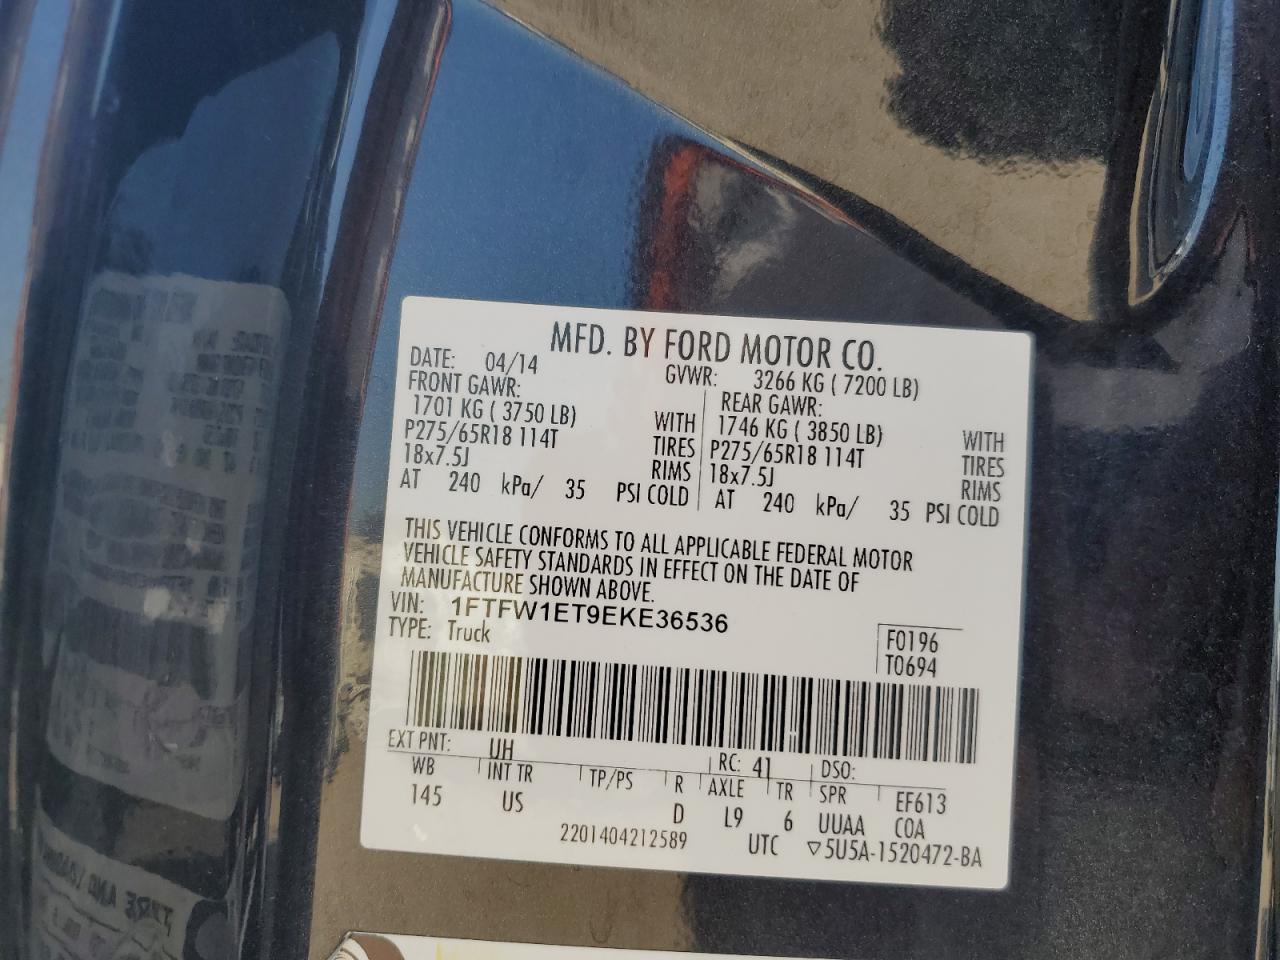 MFD. BY FORD MOTOR CO.
DATE: 04/14 GVWR: 3266 KG ( 7200 LB)
FRONT GAWR: REAR GAWR:
1701 KG ( 3750 LB) WITH 1746 KG ( 3850 LB) WITH
P275/65R18 114T TIRES P275/65R18 114T TIRES
18x7.5J RIMS 18x7.5J RIMS
AT 240 kPa/ 35 PSI COLD AT 240 kPa/ 35 PSI COLD
THIS VEHICLE CONFORMS TO ALL APPLICABLE FEDERAL MOTOR
VEHICLE SAFETY STANDARDS IN EFFECT ON THE DATE OF
MANUFACTURE SHOWN ABOVE.
VIN: 1FTFW1ET9EKE36536
TYPE: Truck F0196
T0694
EXT PNT: UH RC: 41 DSO:
WB INT TR TP/PS R AXLE TR SPR EF613
145 US D L9 6 UUAA COA
2201404212589 UTC ▽5U5A-1520472-BA
TIRE AND